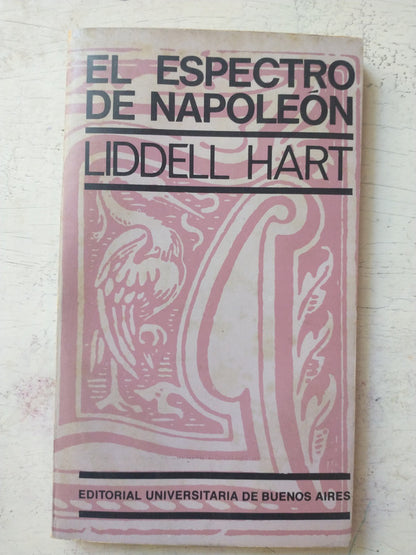 EL ESPECTRO
DE NAPOLEÓN
LIDDELL HART
EDITORIAL UNIVERSITARIA DE BUENOS AIRES